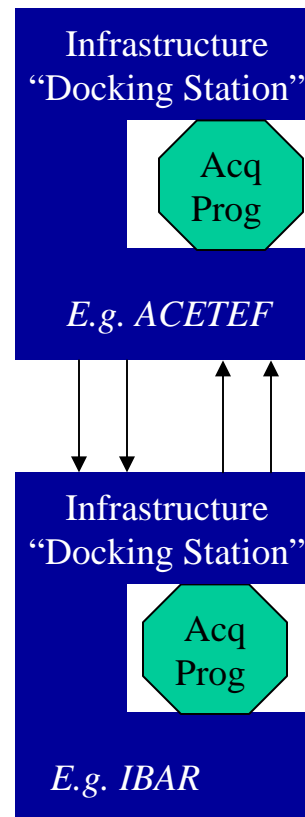 Infrastructure
“Docking Station”
Acq
Prog
E.g. ACETEF
Infrastructure
“Docking Station”
Acq
Prog
E.g. IBAR